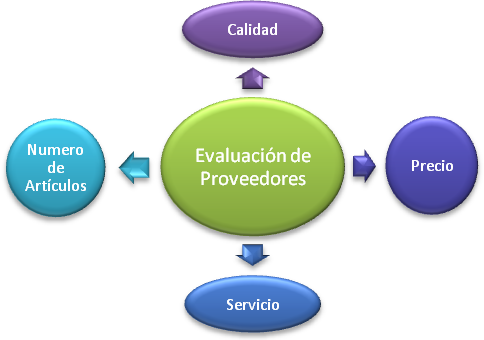 Calidad
Numero
de
Artículos
Evaluación de
Proveedores
Precio
Servicio